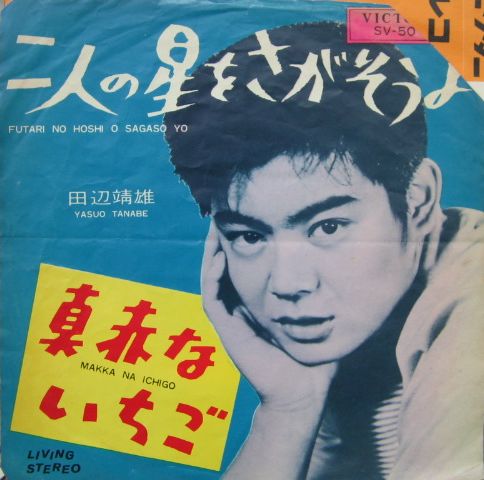 VICTO
SV-50
二人の星をさがそうよ
FUTARI NO HOSHI O SAGASO YO
田辺靖雄
YASUO TANABE
真赤な
MAKKA NA ICHIGO
いちご
LIVING
STEREO